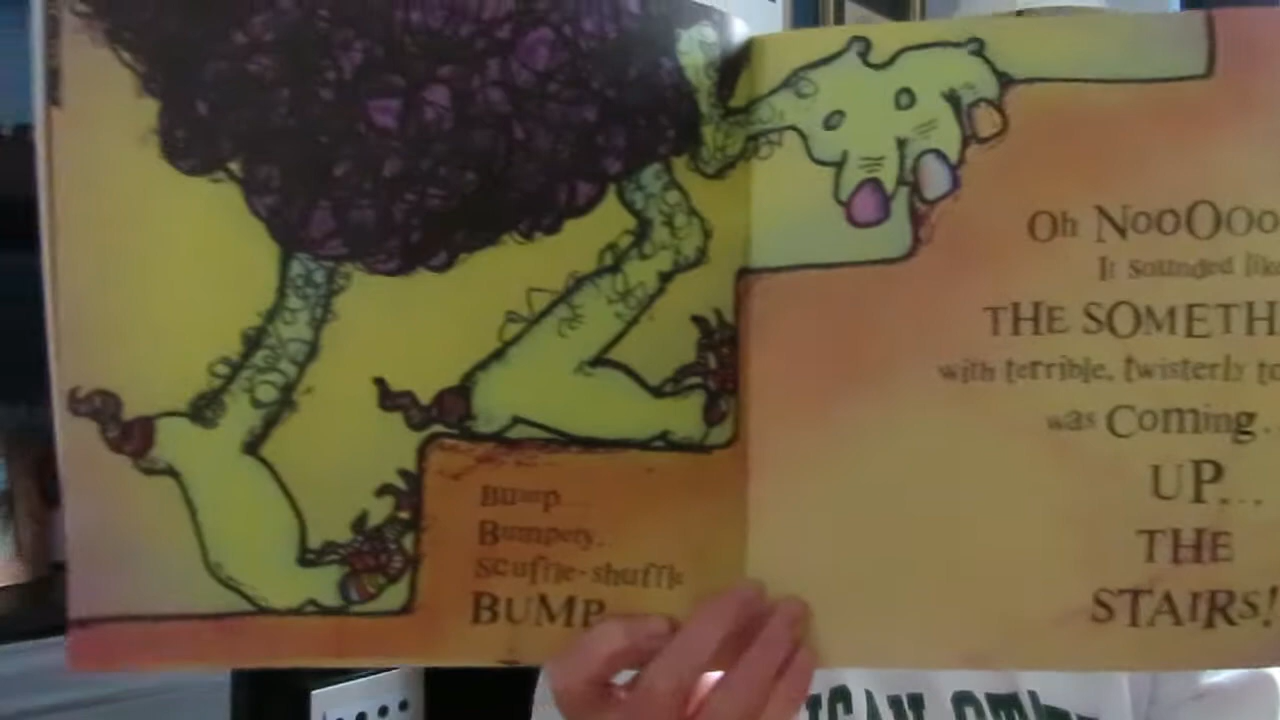 Bump...
Bumpety,
scuffle-shuffle
BUMP
Oh NooOoo
It sounded like
THE SOMETH
with terrible, twisterly to
was Coming.
UP...
THE
STAIRS!